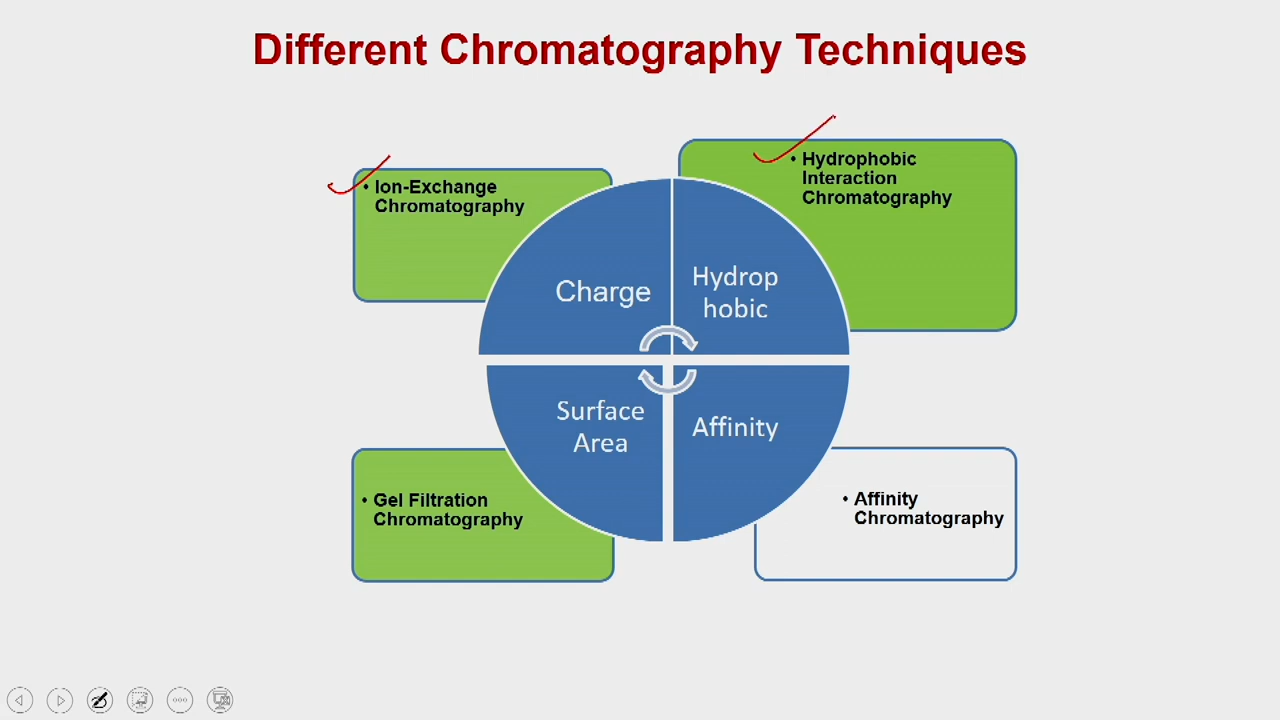 Different Chromatography Techniques
• Ion-Exchange
Chromatography
• Hydrophobic
Interaction
Chromatography
Charge
Hydrop
hobic
Surface
Area
Affinity
• Gel Filtration
Chromatography
• Affinity
Chromatography